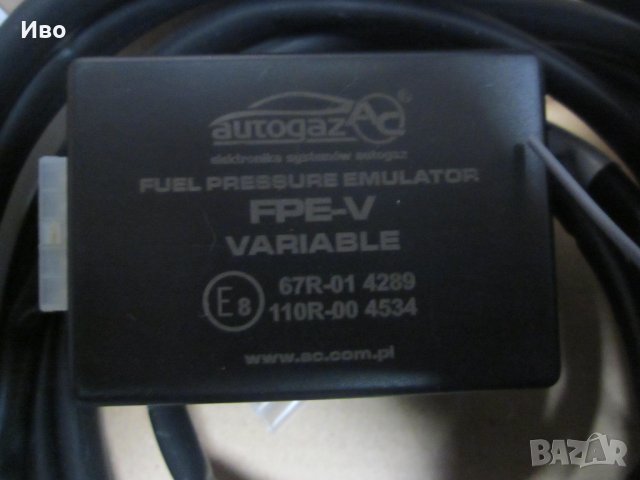 Иво
autogaz AC ®
elektronika systemów autogaz
FUEL PRESSURE EMULATOR
FPE-V
VARIABLE
E8 67R-01 4289
110R-00 4534
www.ac.com.pl
BAZAR